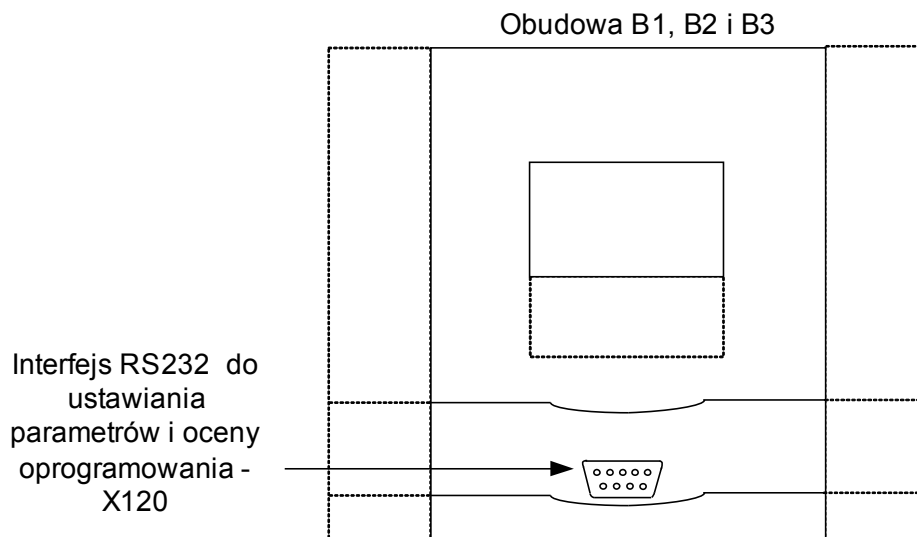 Obudowa B1, B2 i B3
Interfejs RS232 do
ustawiania
parametrów i oceny
oprogramowania -
X120